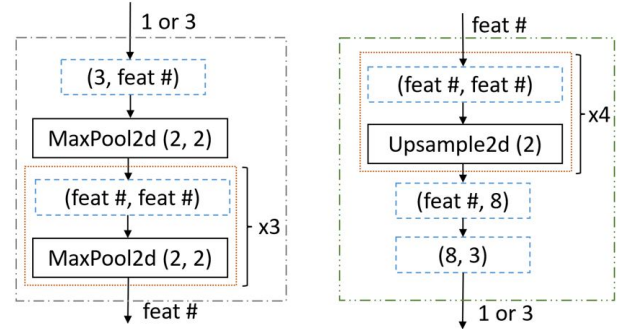 1 or 3
(3, feat #)
MaxPool2d (2, 2)
(feat #, feat #)
MaxPool2d (2, 2)
x3
feat #
feat #
(feat #, feat #)
Upsample2d (2)
x4
(feat #, 8)
(8, 3)
1 or 3